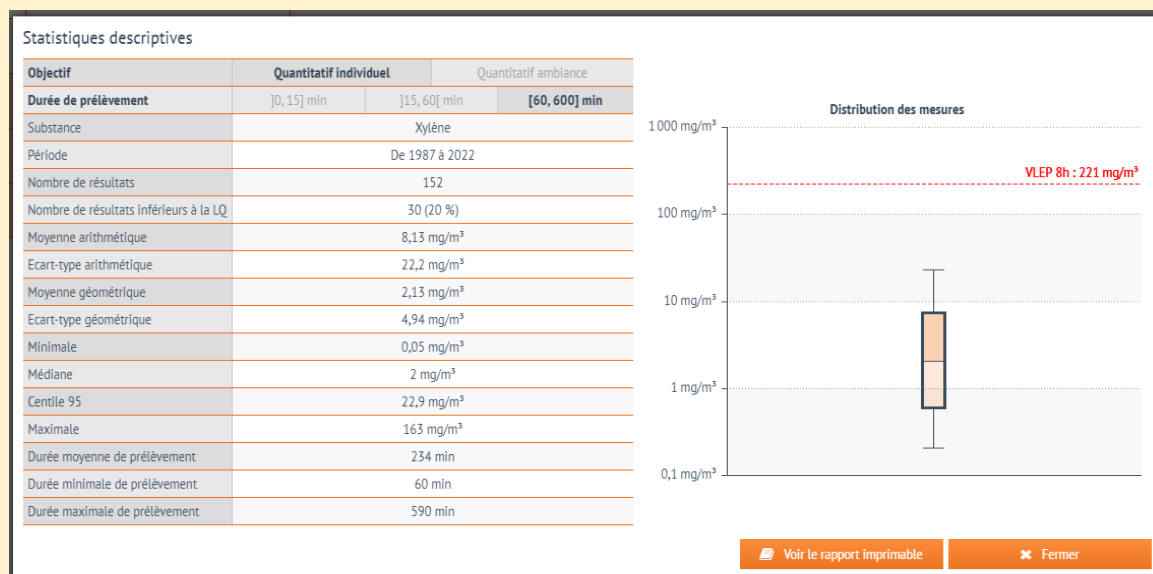 Statistiques descriptives
Objectif Quantitatif individuel Quantitatif ambiance
Durée de prélèvement ]0, 15] min ]15, 60[ min [60, 600] min
Substance Xylène
Période De 1987 à 2022
Nombre de résultats 152
Nombre de résultats inférieurs à la LQ 30 (20 %)
Moyenne arithmétique 8,13 mg/m³
Ecart-type arithmétique 22,2 mg/m³
Moyenne géométrique 2,13 mg/m³
Ecart-type géométrique 4,94 mg/m³
Minimale 0,05 mg/m³
Médiane 2 mg/m³
Centile 95 22,9 mg/m³
Maximale 163 mg/m³
Durée moyenne de prélèvement 234 min
Durée minimale de prélèvement 60 min
Durée maximale de prélèvement 590 min
Distribution des mesures
1 000 mg/m³
VLEP 8h : 221 mg/m³
100 mg/m³
10 mg/m³
1 mg/m³
0,1 mg/m³
Voir le rapport imprimable
Fermer